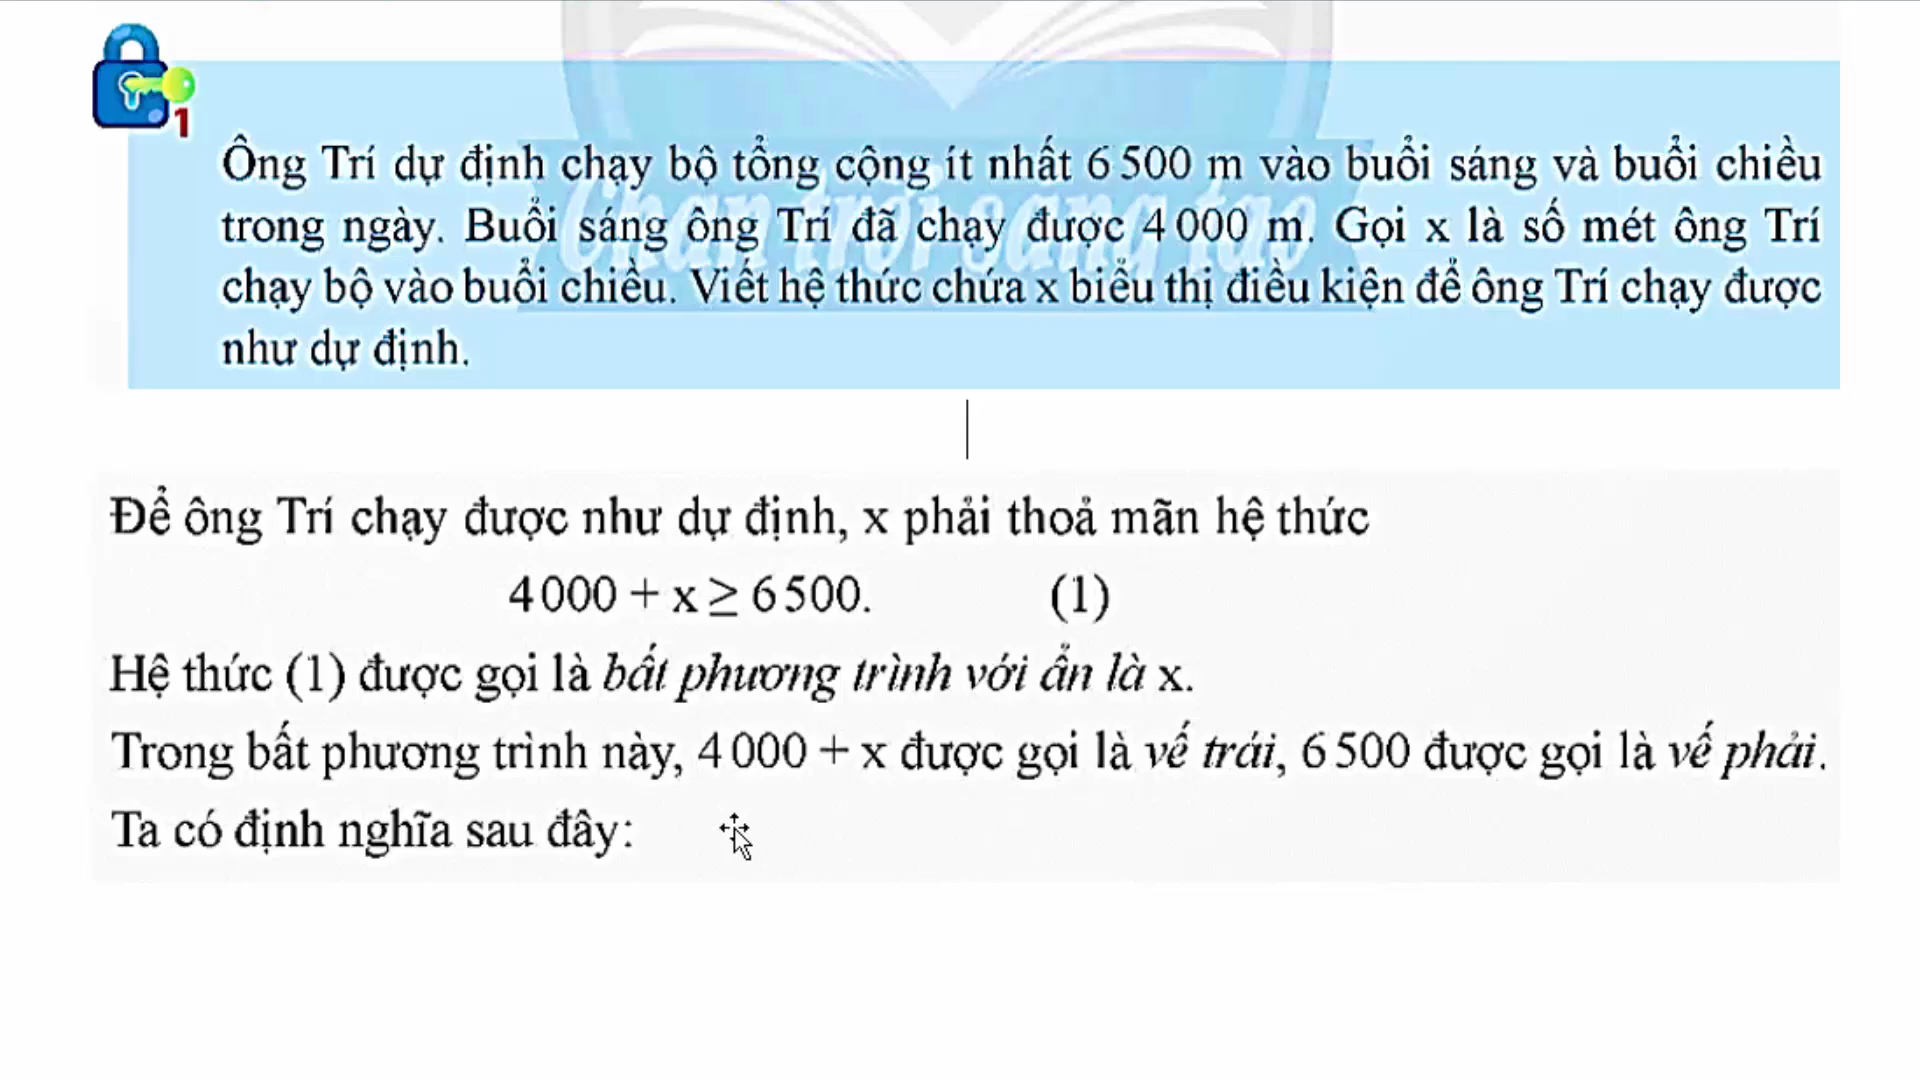 1
Ông Trí dự định chạy bộ tổng cộng ít nhất 6 500 m vào buổi sáng và buổi chiều
trong ngày. Buổi sáng ông Trí đã chạy được 4 000 m. Gọi x là số mét ông Trí
chạy bộ vào buổi chiều. Viết hệ thức chứa x biểu thị điều kiện để ông Trí chạy được
như dự định.
Chân trời sáng tạo
Để ông Trí chạy được như dự định, x phải thoả mãn hệ thức
4 000 + x ≥ 6 500. (1)
Hệ thức (1) được gọi là bất phương trình với ẩn là x.
Trong bất phương trình này, 4 000 + x được gọi là vế trái, 6 500 được gọi là vế phải.
Ta có định nghĩa sau đây: